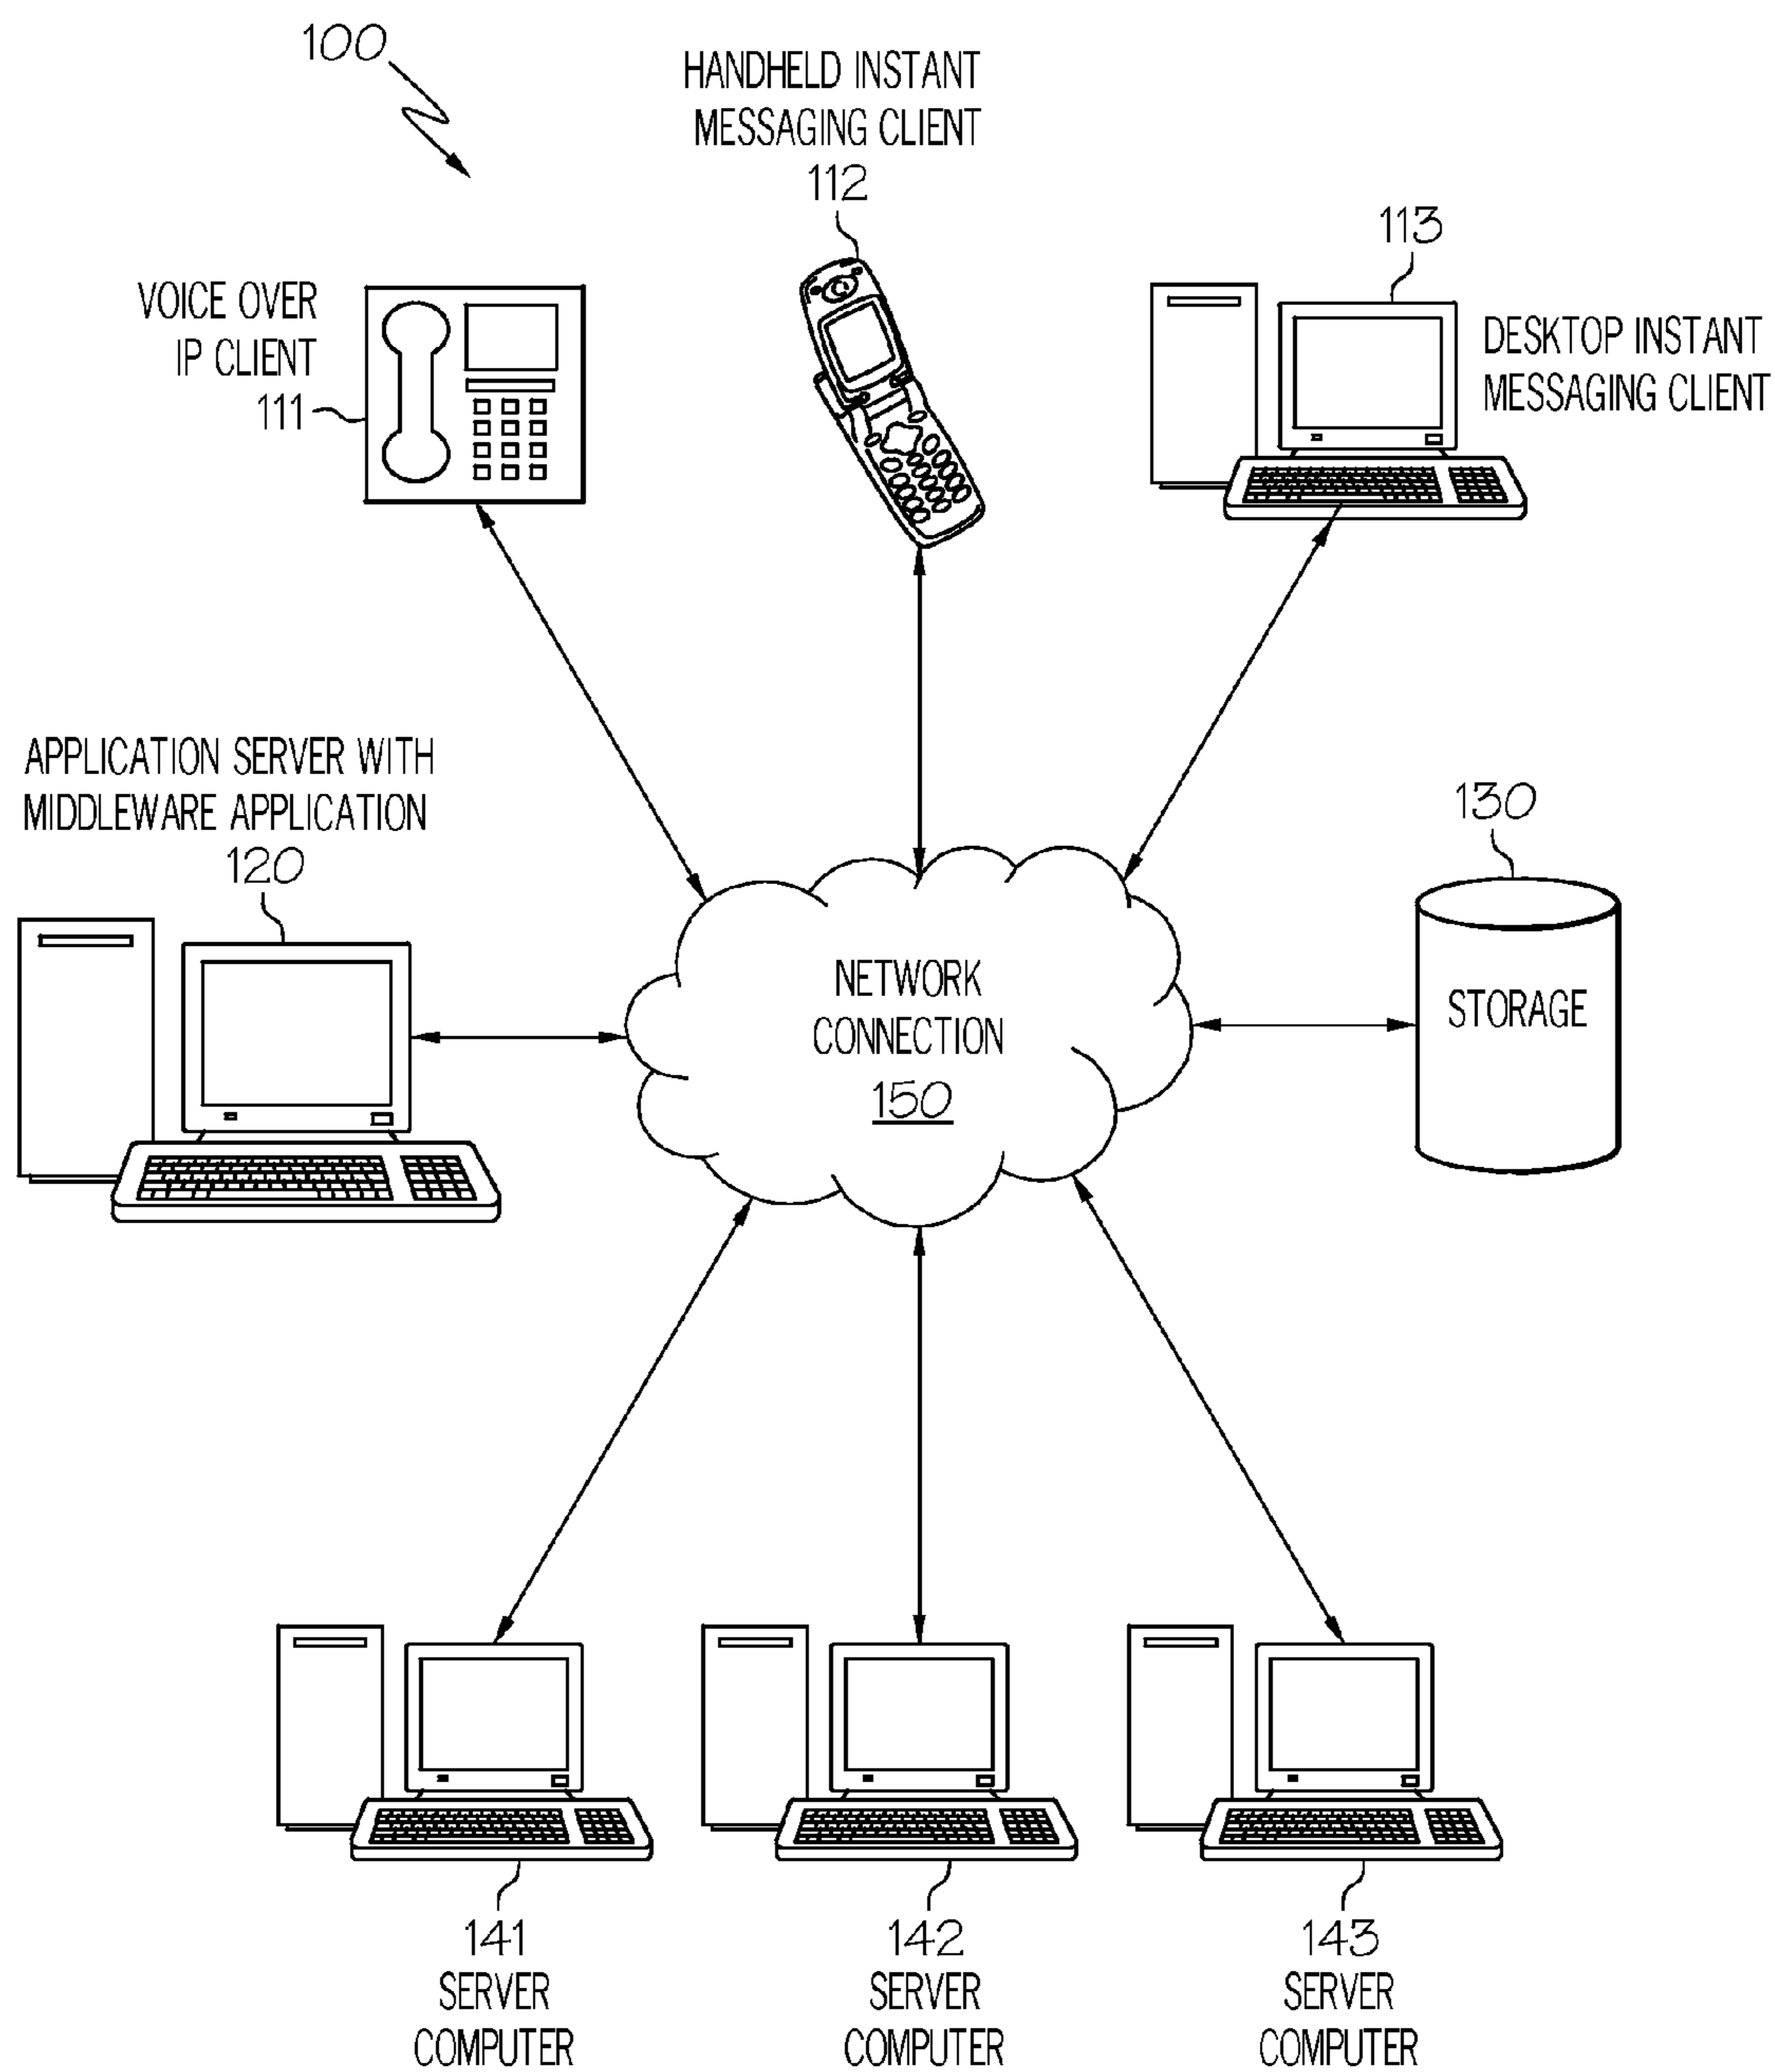 100
HANDHELD INSTANT
MESSAGING CLIENT
112
113
VOICE OVER
IP CLIENT
111
DESKTOP INSTANT
MESSAGING CLIENT
APPLICATION SERVER WITH
MIDDLEWARE APPLICATION
120
130
NETWORK
CONNECTION
150
STORAGE
141
SERVER
COMPUTER
142
SERVER
COMPUTER
143
SERVER
COMPUTER